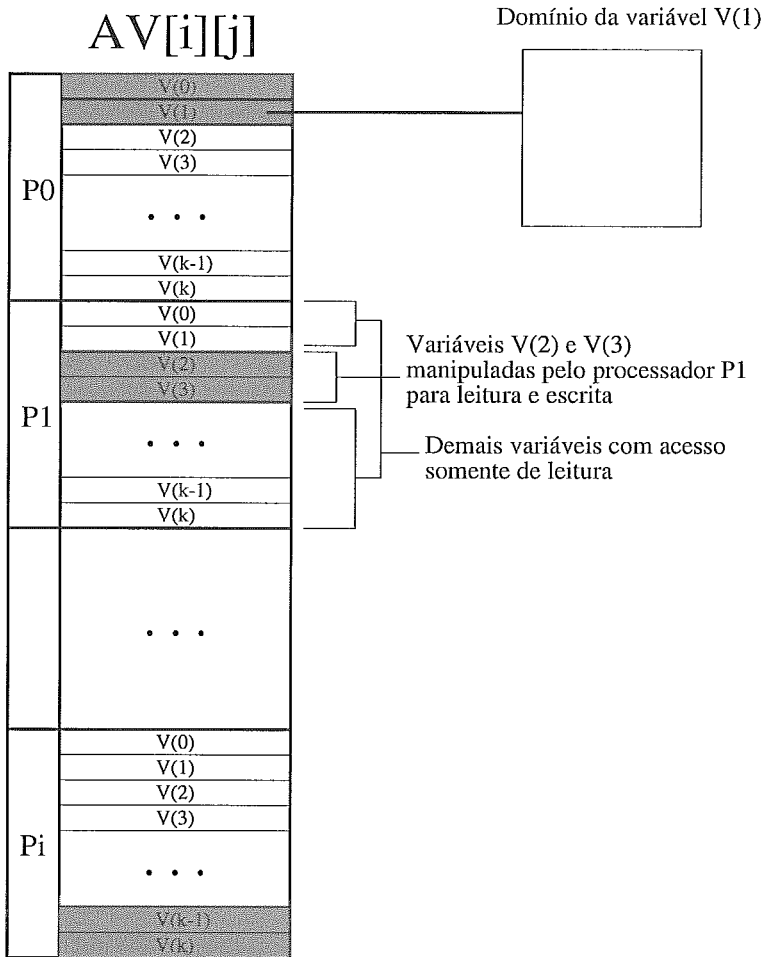 AV[i][j]
Domínio da variável V(1)
P0
V(0)
V(1)
V(2)
V(3)
. . .
V(k-1)
V(k)
P1
V(0)
V(1)
V(2)
V(3)
. . .
V(k-1)
V(k)
Variáveis V(2) e V(3)
manipuladas pelo processador P1
para leitura e escrita
Demais variáveis com acesso
somente de leitura
. . .
Pi
V(0)
V(1)
V(2)
V(3)
. . .
V(k-1)
V(k)